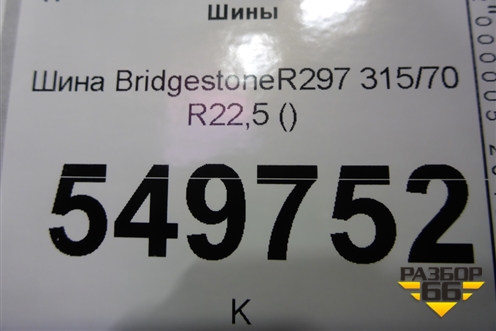 Шины
Шина BridgestoneR297 315/70
R22,5 ()
549752
К
РАЗБОР
66